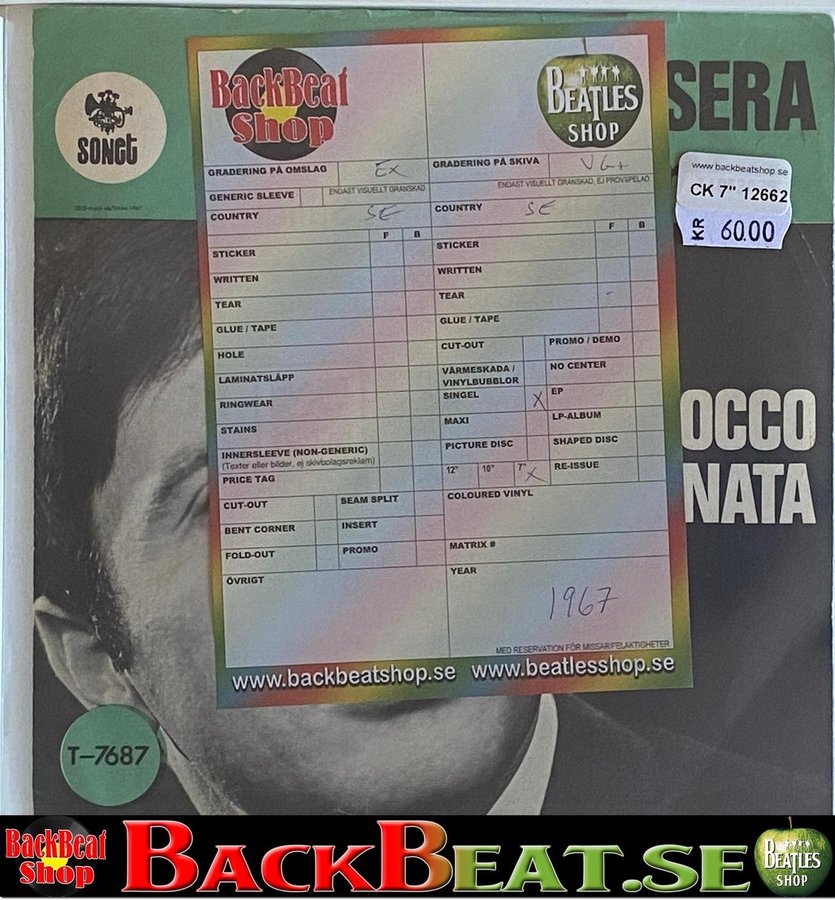 SONET
SERA
OCCO
NATA
T-7687
www.backbeatshop.se
CK 7" 12662
KR 60.00
BackBeat
Shop
BEATLES
SHOP
GRADERING PÅ OMSLAG EX
ENDAST VISUELLT GRANSKAD
GENERIC SLEEVE
COUNTRY SE
F B
STICKER
WRITTEN
TEAR
GLUE / TAPE
HOLE
LAMINATSLÄPP
RINGWEAR
STAINS
INNERSLEEVE (NON-GENERIC)
(Texter eller bilder, ej skivbolagsreklam)
PRICE TAG
CUT-OUT SEAM SPLIT
BENT CORNER INSERT
FOLD-OUT PROMO
ÖVRIGT
GRADERING PÅ SKIVA VG+
ENDAST VISUELLT GRANSKAD, EJ PROVSPELAD
COUNTRY SE
F B
STICKER
WRITTEN
TEAR -
GLUE / TAPE
CUT-OUT PROMO / DEMO
VÄRMESKADA /
VINYLBUBBLOR NO CENTER
SINGEL X EP
MAXI LP-ALBUM
PICTURE DISC SHAPED DISC
12" 10" 7" X RE-ISSUE
COLOURED VINYL
MATRIX #
YEAR
1967
MED RESERVATION FÖR MISSAR/FELAKTIGHETER
www.backbeatshop.se www.beatlesshop.se
BackBeat
Shop
BACKBEAT.SE
BEATLES
SHOP